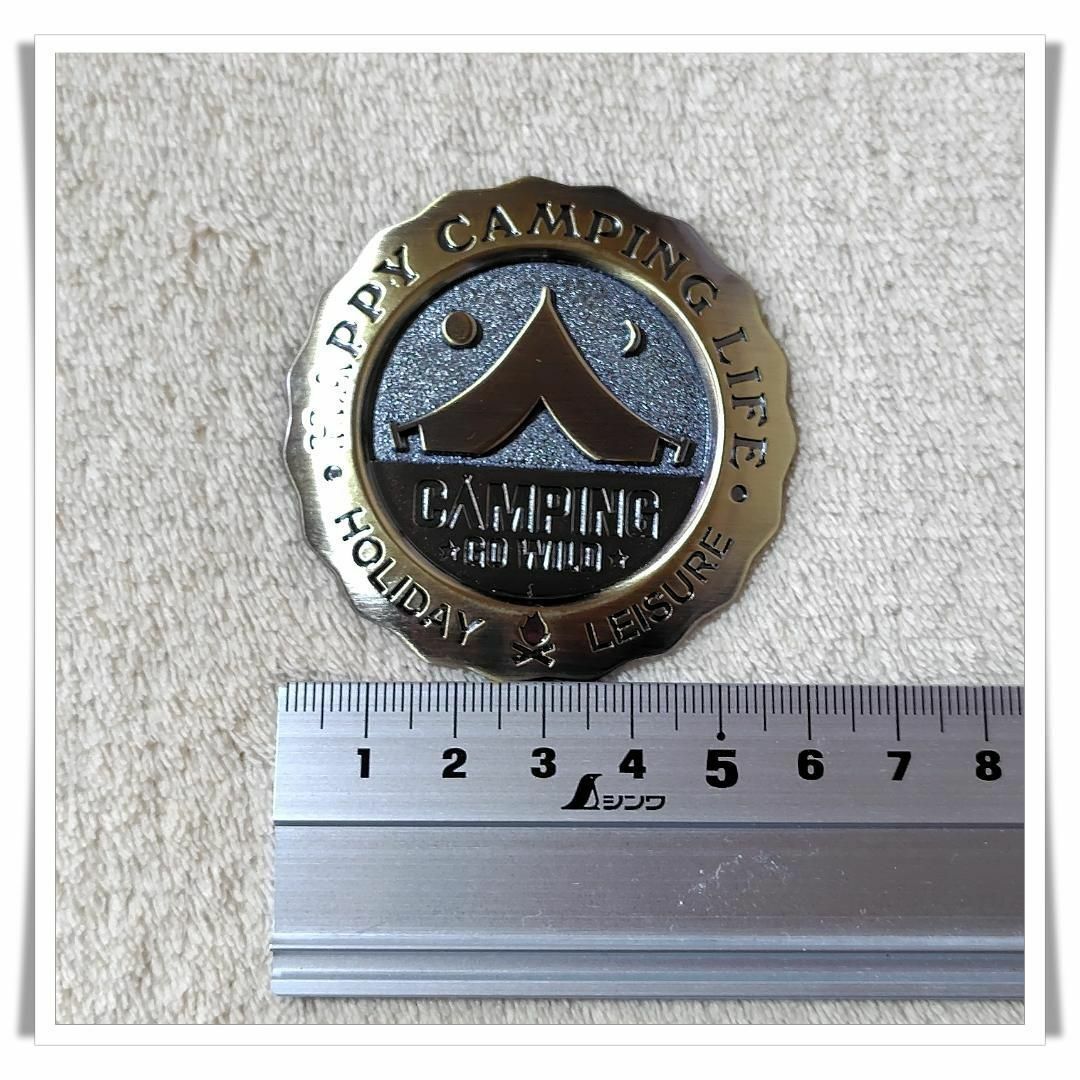 HAPPY CAMPING LIFE
CAMPING
GO WILD
HOLIDAY LEISURE
1 2 3 4 5 6 7 8
シンワ